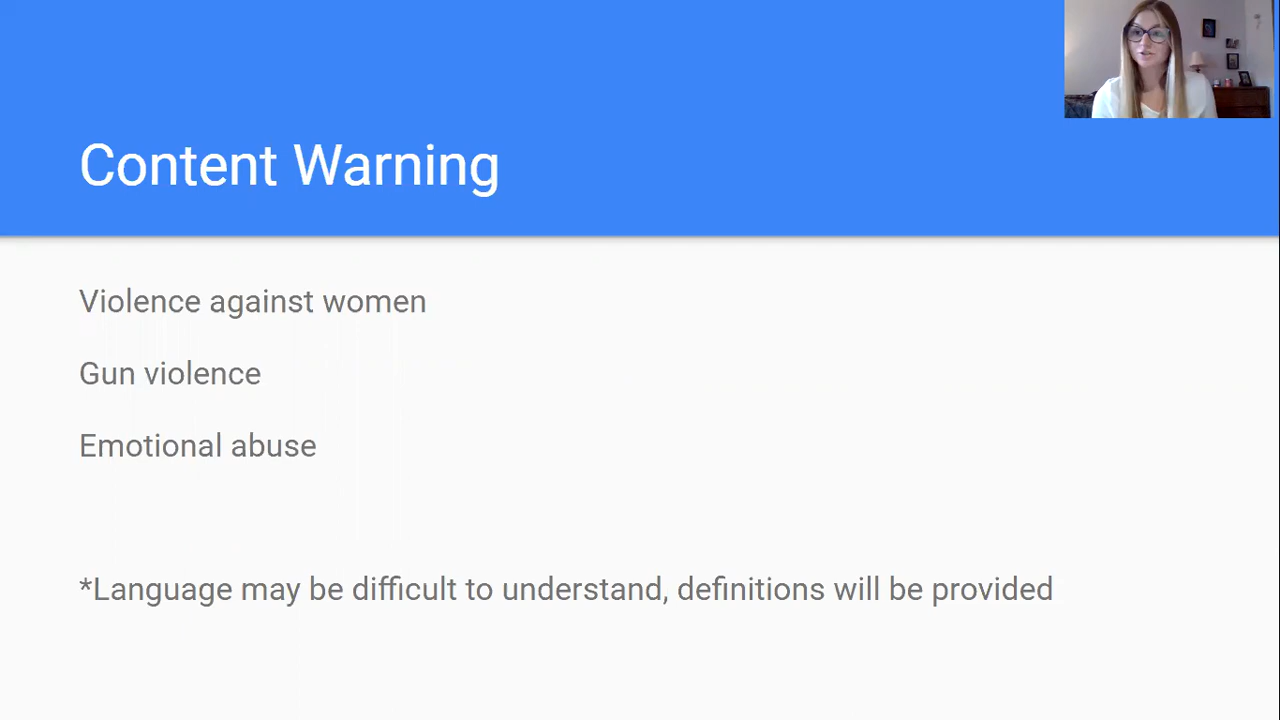 Content Warning
Violence against women
Gun violence
Emotional abuse
*Language may be difficult to understand, definitions will be provided